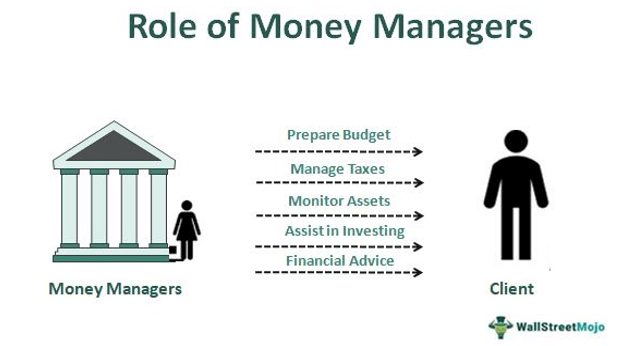 Role of Money Managers
Prepare Budget
Manage Taxes
Monitor Assets
Assist in Investing
Financial Advice
Money Managers
Client
WallStreetMojo